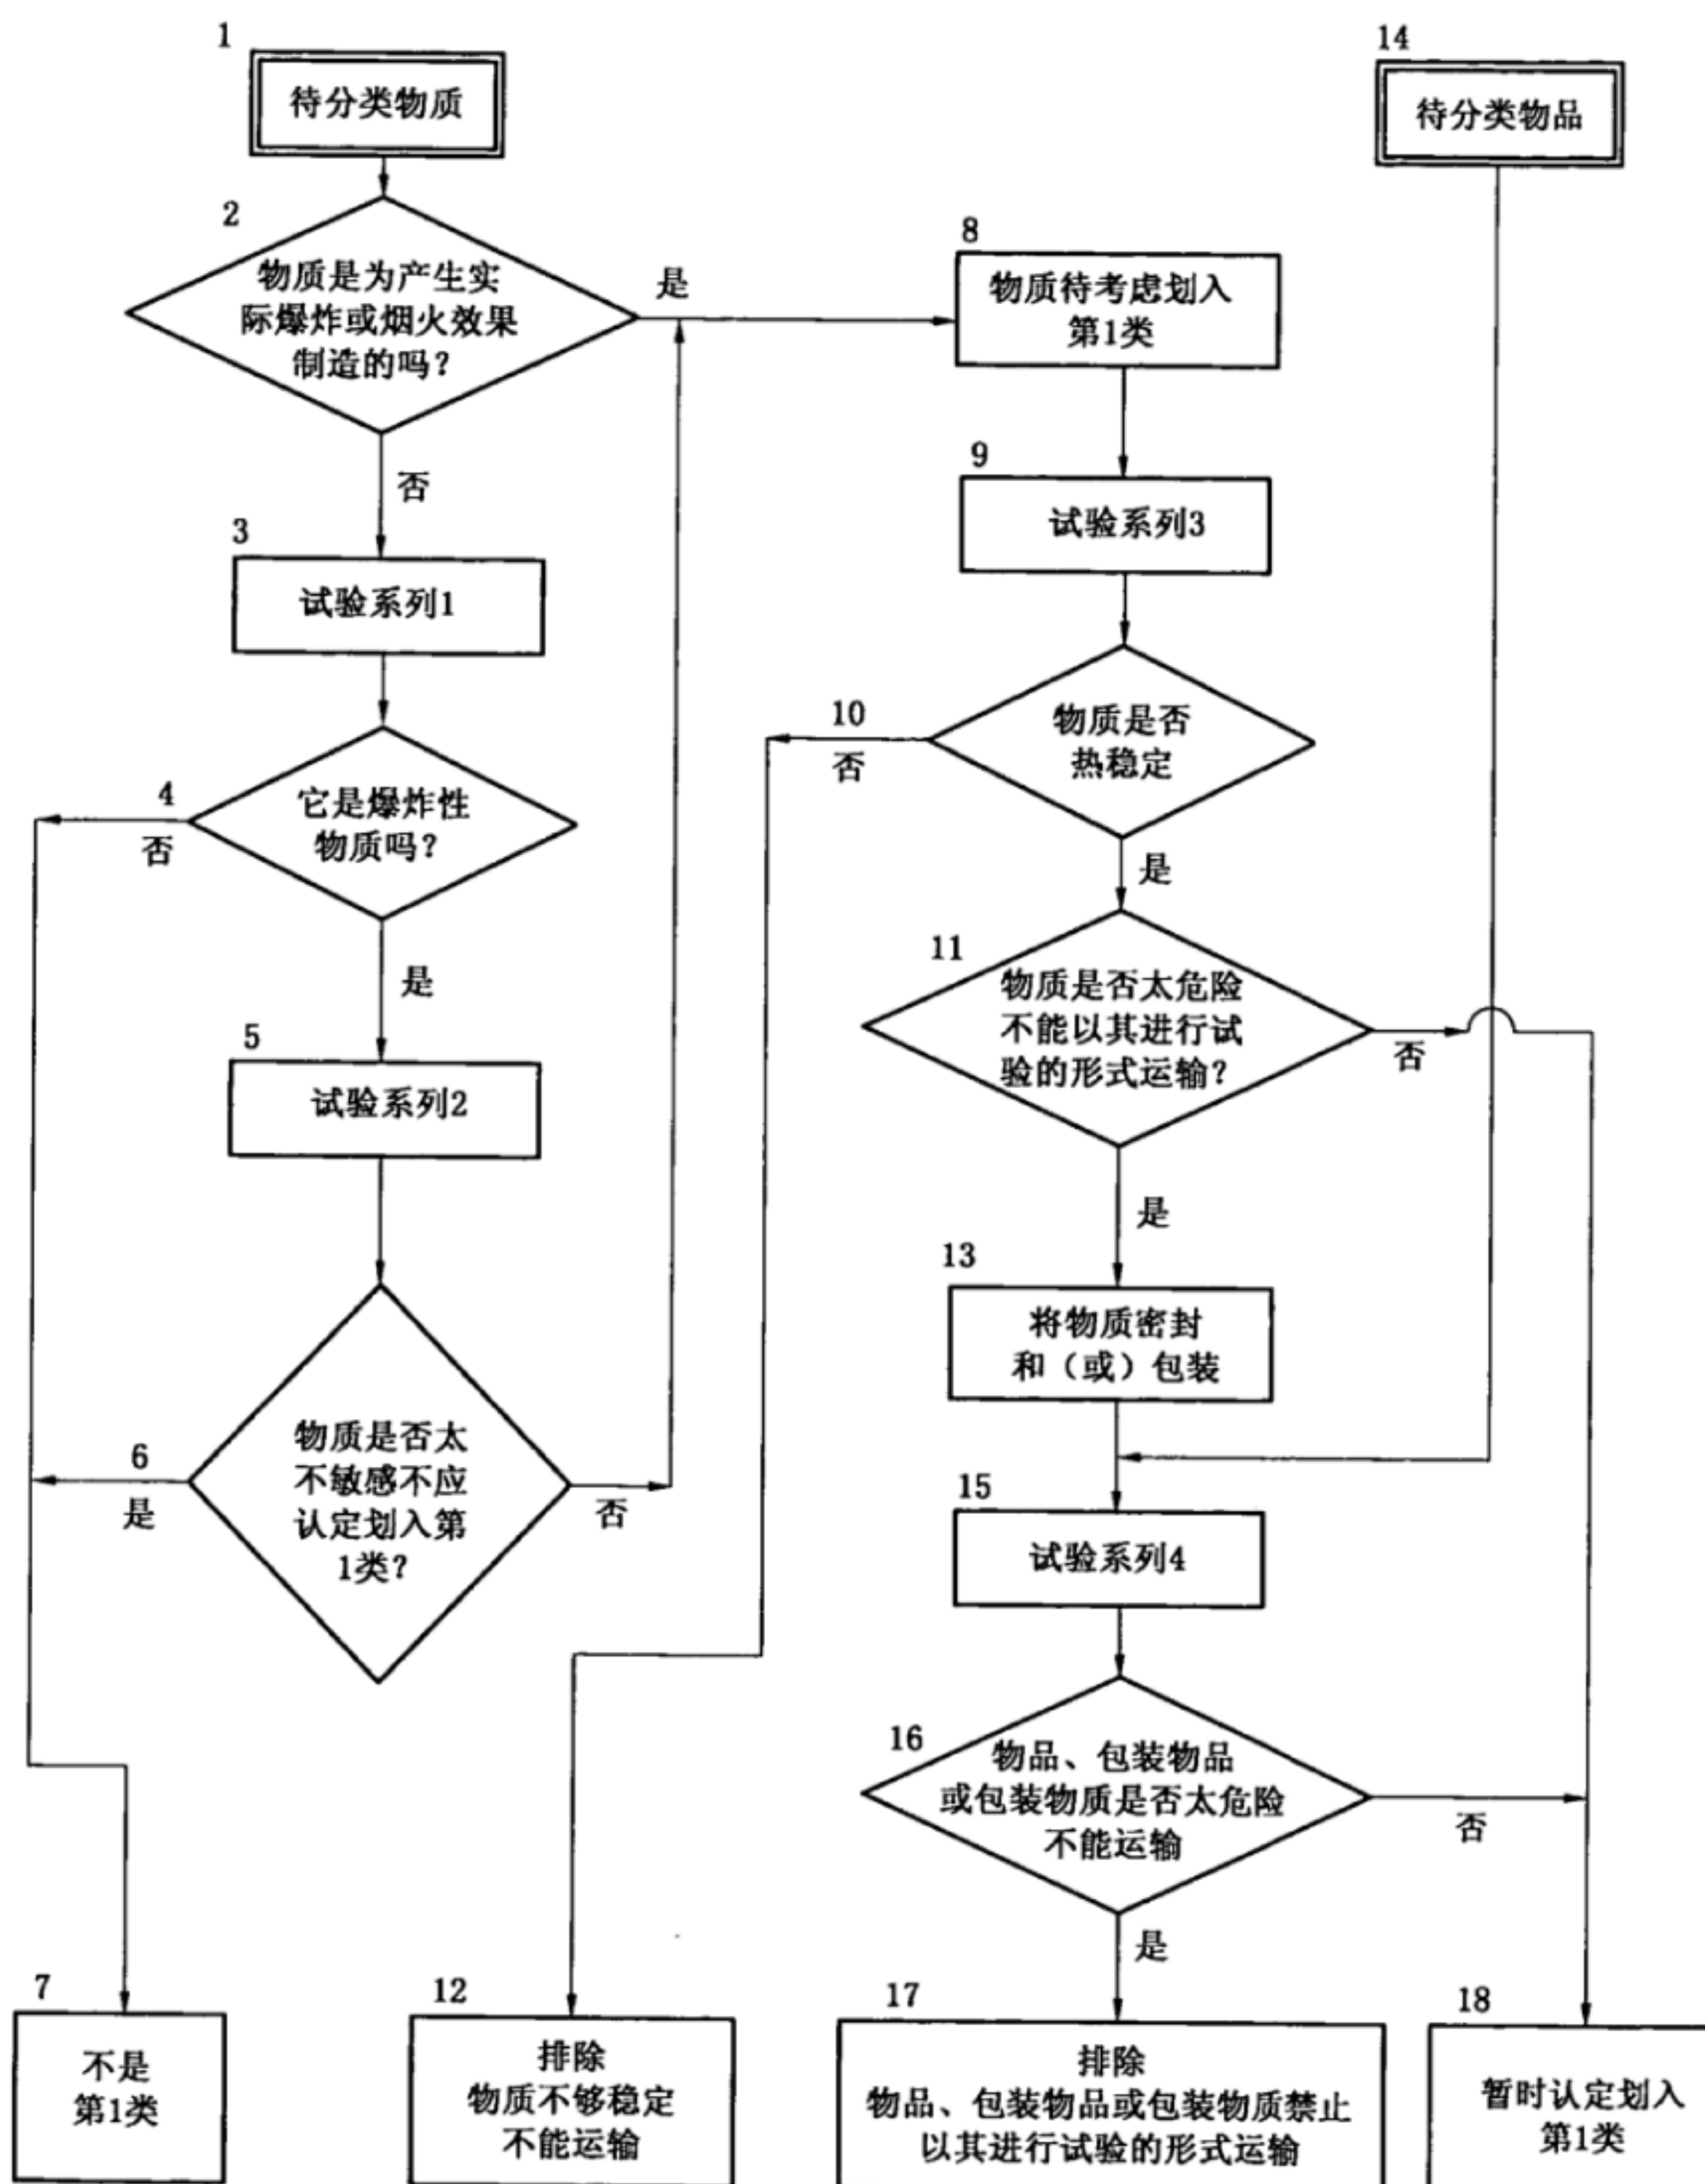 1
待分类物质
2
物质是为产生实
际爆炸或烟火效果
制造的吗?
是
否
3
试验系列1
4
否
它是爆炸性
物质吗?
是
5
试验系列2
6
是
物质是否太
不敏感不应
认定划入第
1类?
否
7
不是
第1类
8
物质待考虑划入
第1类
9
试验系列3
10
否
物质是否
热稳定
是
11
物质是否太危险
不能以其进行试
验的形式运输?
否
是
12
排除
物质不够稳定
不能运输
13
将物质密封
和（或）包装
14
待分类物品
15
试验系列4
16
物品、包装物品
或包装物质是否太危险
不能运输
否
是
17
排除
物品、包装物品或包装物质禁止
以其进行试验的形式运输
18
暂时认定划入
第1类